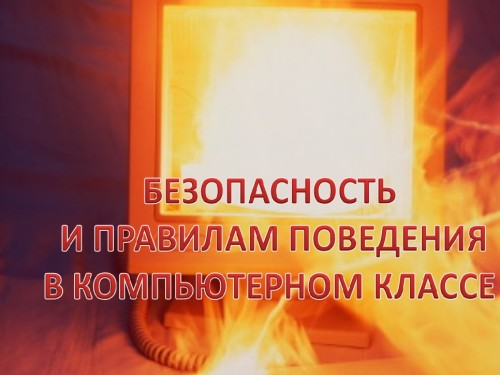 БЕЗОПАСНОСТЬ
И ПРАВИЛАМ ПОВЕДЕНИЯ
В КОМПЬЮТЕРНОМ КЛАССЕ